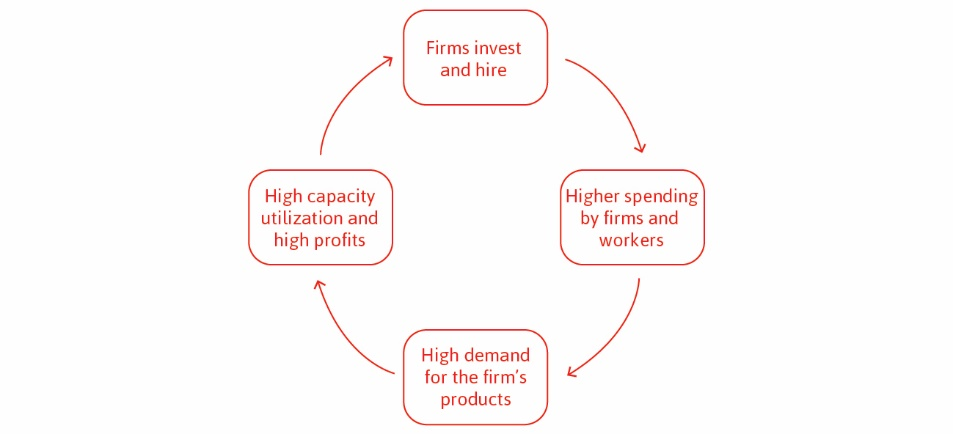 Firms invest
and hire
Higher spending
by firms and
workers
High demand
for the firm's
products
High capacity
utilization and
high profits